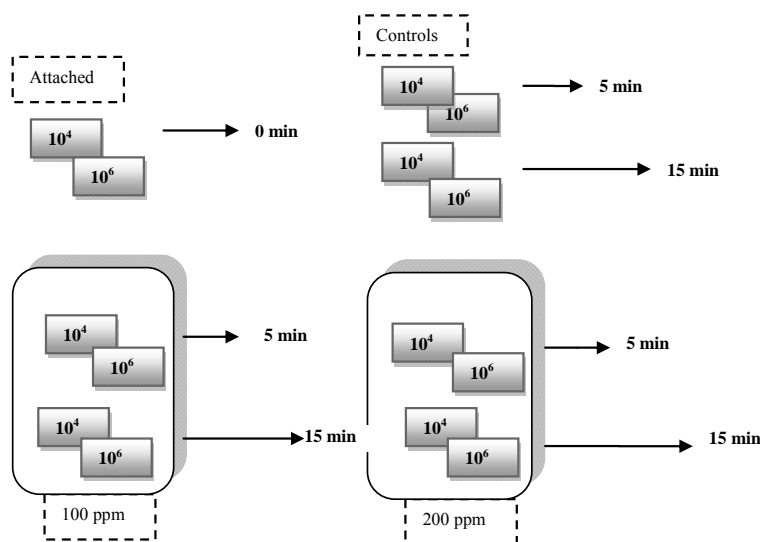 Attached
10⁴
10⁶
0 min
Controls
10⁴
10⁶
5 min
10⁴
10⁶
15 min
10⁴
10⁶
5 min
10⁴
10⁶
15 min
100 ppm
10⁴
10⁶
5 min
10⁴
10⁶
15 min
200 ppm